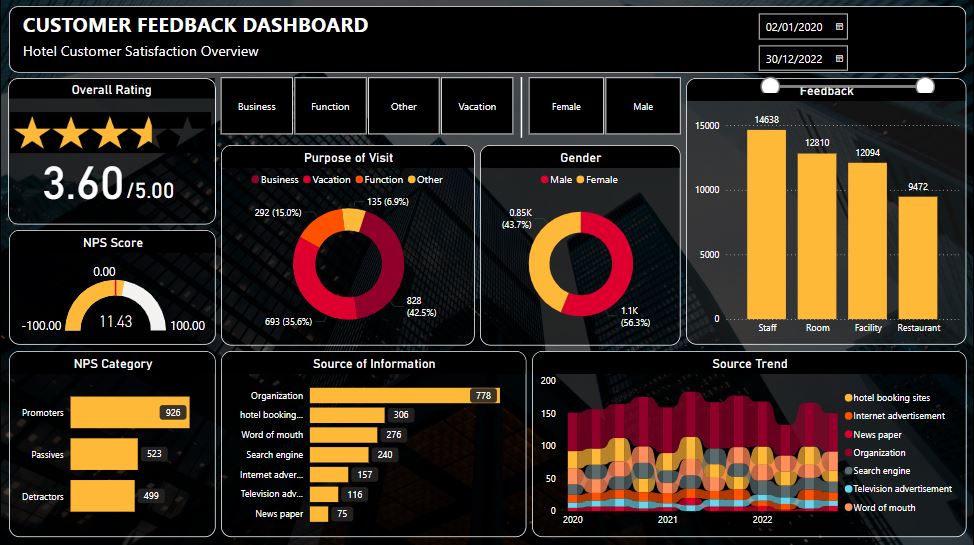 CUSTOMER FEEDBACK DASHBOARD
Hotel Customer Satisfaction Overview
02/01/2020
30/12/2022
Overall Rating
3.60/5.00
Business
Function
Other
Vacation
Female
Male
Purpose of Visit
Business Vacation Function Other
135 (6.9%)
292 (15.0%)
828
(42.5%)
693 (35.6%)
Gender
Male Female
0.85K
(43.7%)
1.1K
(56.3%)
Feedback
15000
10000
5000
0
14638
12810
12094
9472
Staff
Room
Facility
Restaurant
NPS Score
0.00
-100.00
11.43
100.00
NPS Category
Promoters 926
Passives 523
Detractors 499
Source of Information
Organization 778
hotel booking... 306
Word of mouth 276
Search engine 240
Internet adver... 157
Television adv... 116
News paper 75
Source Trend
200
150
100
50
0
2020
2021
2022
hotel booking sites
Internet advertisement
News paper
Organization
Search engine
Television advertisement
Word of mouth